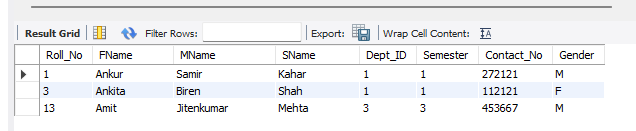 Result Grid Filter Rows: Export: Wrap Cell Content: IA
Roll_No FName MName SName Dept_ID Semester Contact_No Gender
1 Ankur Samir Kahar 1 1 272121 M
3 Ankita Biren Shah 1 1 112121 F
13 Amit Jitenkumar Mehta 3 3 453667 M